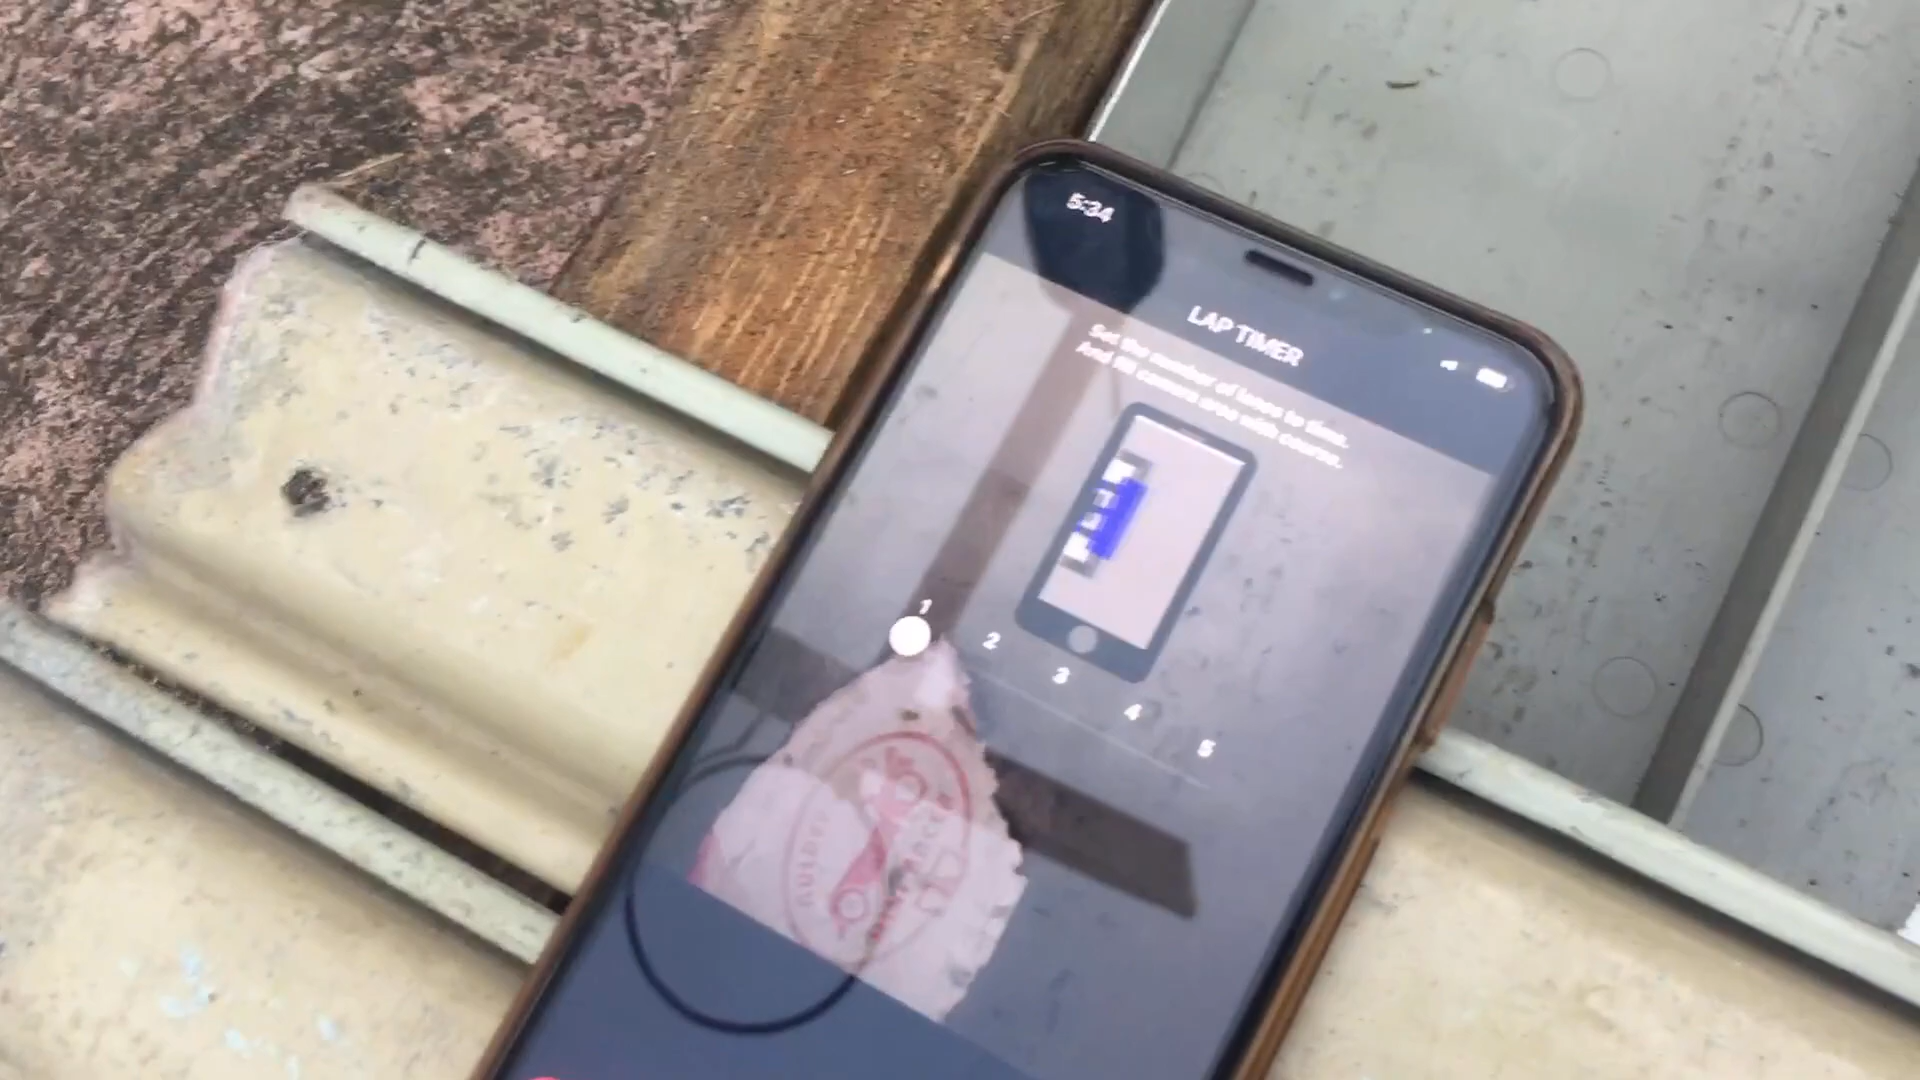 5:34
LAP TIMER
Set the number of lanes to time.
And fill camera area with course.
1
2
3
4
5